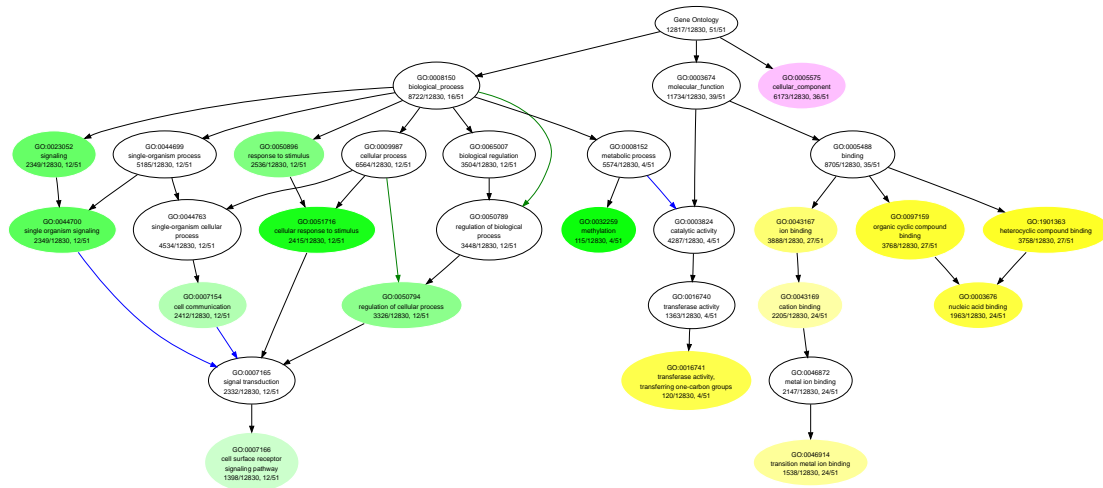 Gene Ontology
12817/12830, 51/51
GO:0008150
biological_process
8722/12830, 16/51
GO:0003674
molecular_function
11734/12830, 39/51
GO:0005575
cellular_component
6173/12830, 36/51
GO:0023052
signaling
2349/12830, 12/51
GO:0044699
single-organism process
5185/12830, 12/51
GO:0050896
response to stimulus
2536/12830, 12/51
GO:0009987
cellular process
6564/12830, 12/51
GO:0065007
biological regulation
3504/12830, 12/51
GO:0008152
metabolic process
5574/12830, 4/51
GO:0005488
binding
8705/12830, 35/51
GO:0044700
single organism signaling
2349/12830, 12/51
GO:0044763
single-organism cellular
process
4534/12830, 12/51
GO:0051716
cellular response to stimulus
2415/12830, 12/51
GO:0050789
regulation of biological
process
3448/12830, 12/51
GO:0032259
methylation
115/12830, 4/51
GO:0003824
catalytic activity
4287/12830, 4/51
GO:0043167
ion binding
3888/12830, 27/51
GO:0097159
organic cyclic compound
binding
3768/12830, 27/51
GO:1901363
heterocyclic compound binding
3758/12830, 27/51
GO:0007154
cell communication
2412/12830, 12/51
GO:0050794
regulation of cellular process
3326/12830, 12/51
GO:0016740
transferase activity
1363/12830, 4/51
GO:0043169
cation binding
2205/12830, 24/51
GO:0003676
nucleic acid binding
1963/12830, 24/51
GO:0007165
signal transduction
2332/12830, 12/51
GO:0016741
transferase activity,
transferring one-carbon groups
120/12830, 4/51
GO:0046872
metal ion binding
2147/12830, 24/51
GO:0007166
cell surface receptor
signaling pathway
1398/12830, 12/51
GO:0046914
transition metal ion binding
1538/12830, 24/51